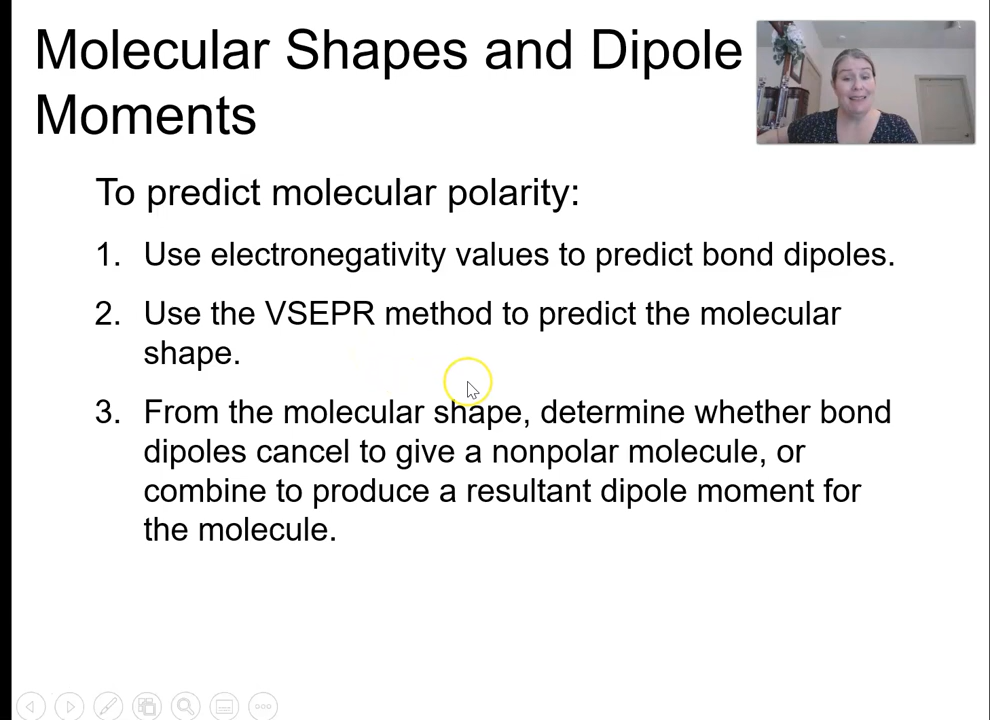 Molecular Shapes and Dipole
Moments
To predict molecular polarity:
1. Use electronegativity values to predict bond dipoles.
2. Use the VSEPR method to predict the molecular
shape.
3. From the molecular shape, determine whether bond
dipoles cancel to give a nonpolar molecule, or
combine to produce a resultant dipole moment for
the molecule.